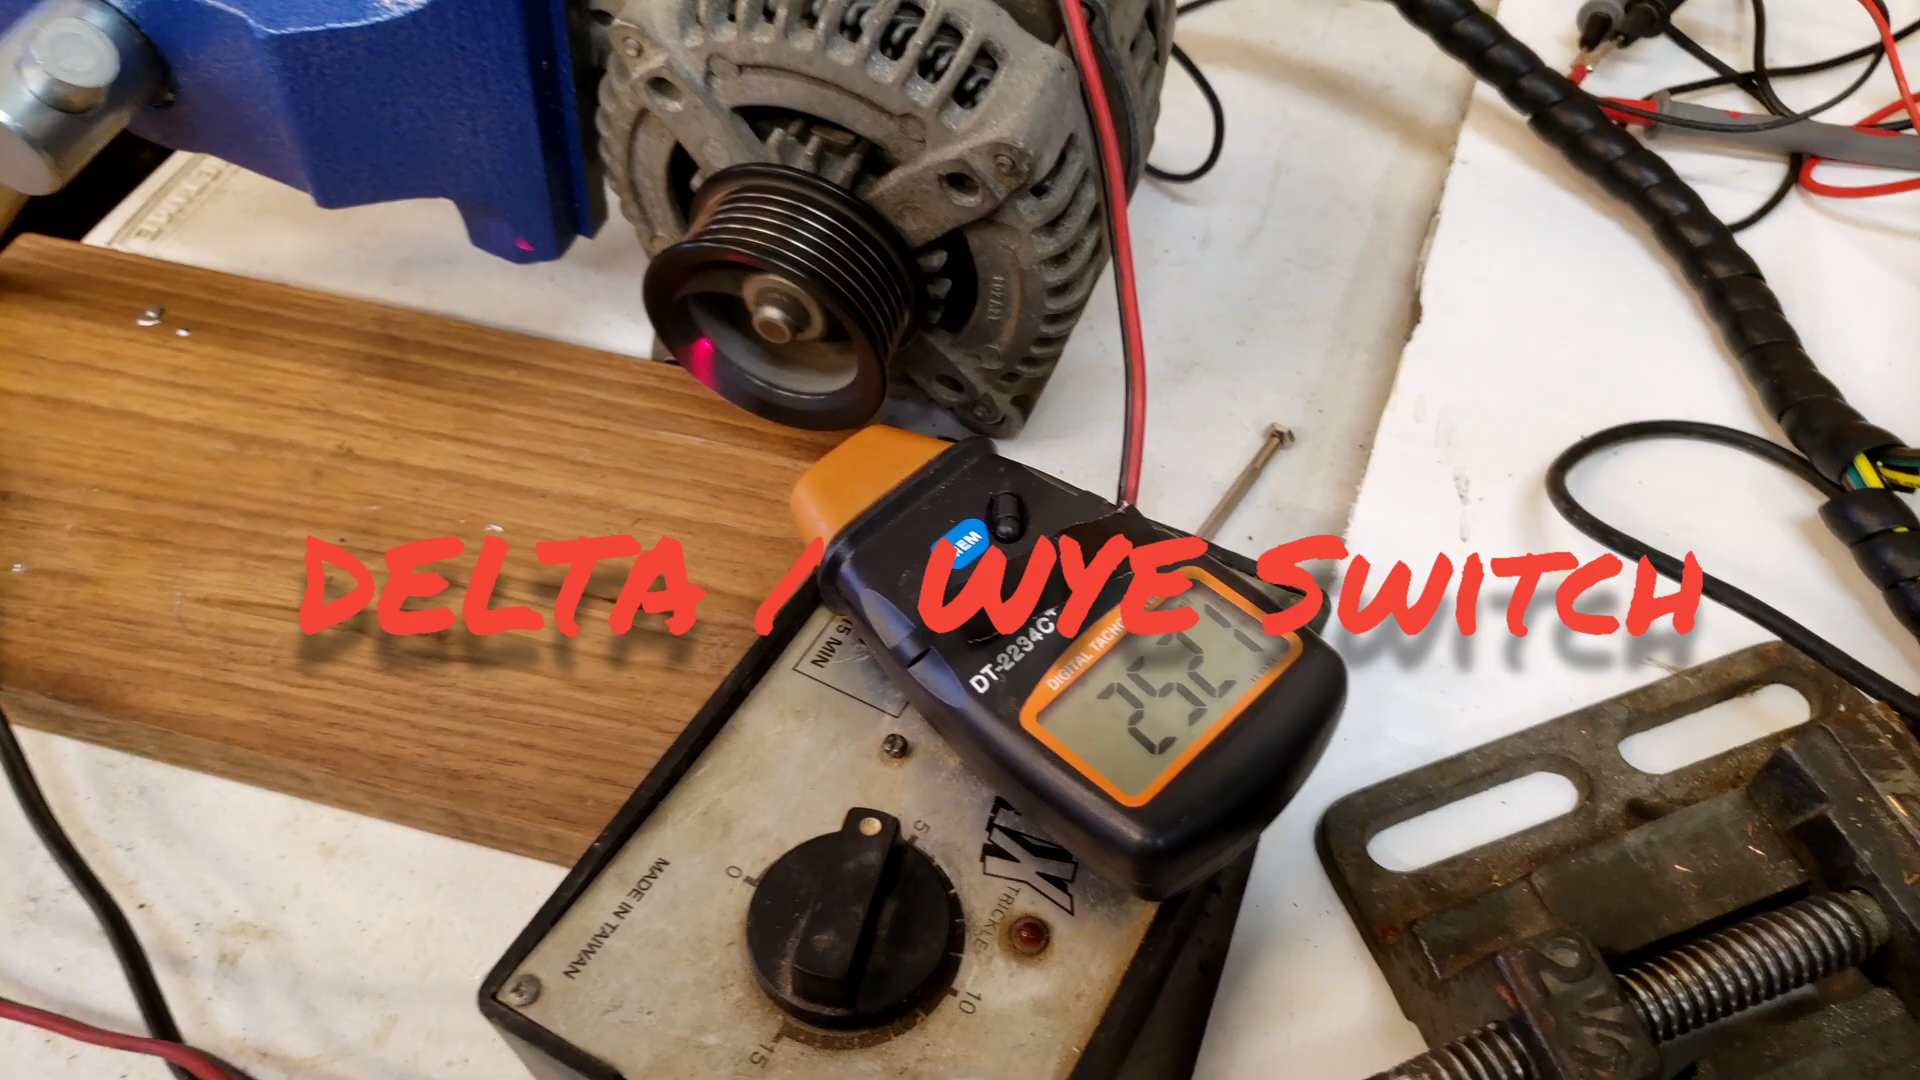 DELTA / WYE SWITCH
MEM
DT-2234C
DIGITAL TACHO
15 MIN
5
0
TRICKLE
MADE IN TAIWAN
10
15